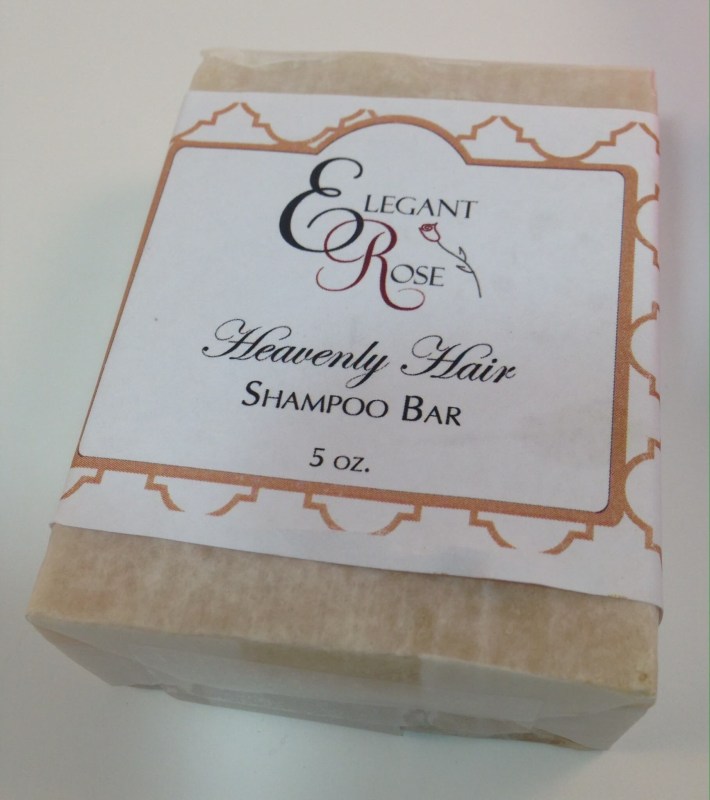 ELEGANT
ROSE
Heavenly Hair
SHAMPOO BAR
5 OZ.